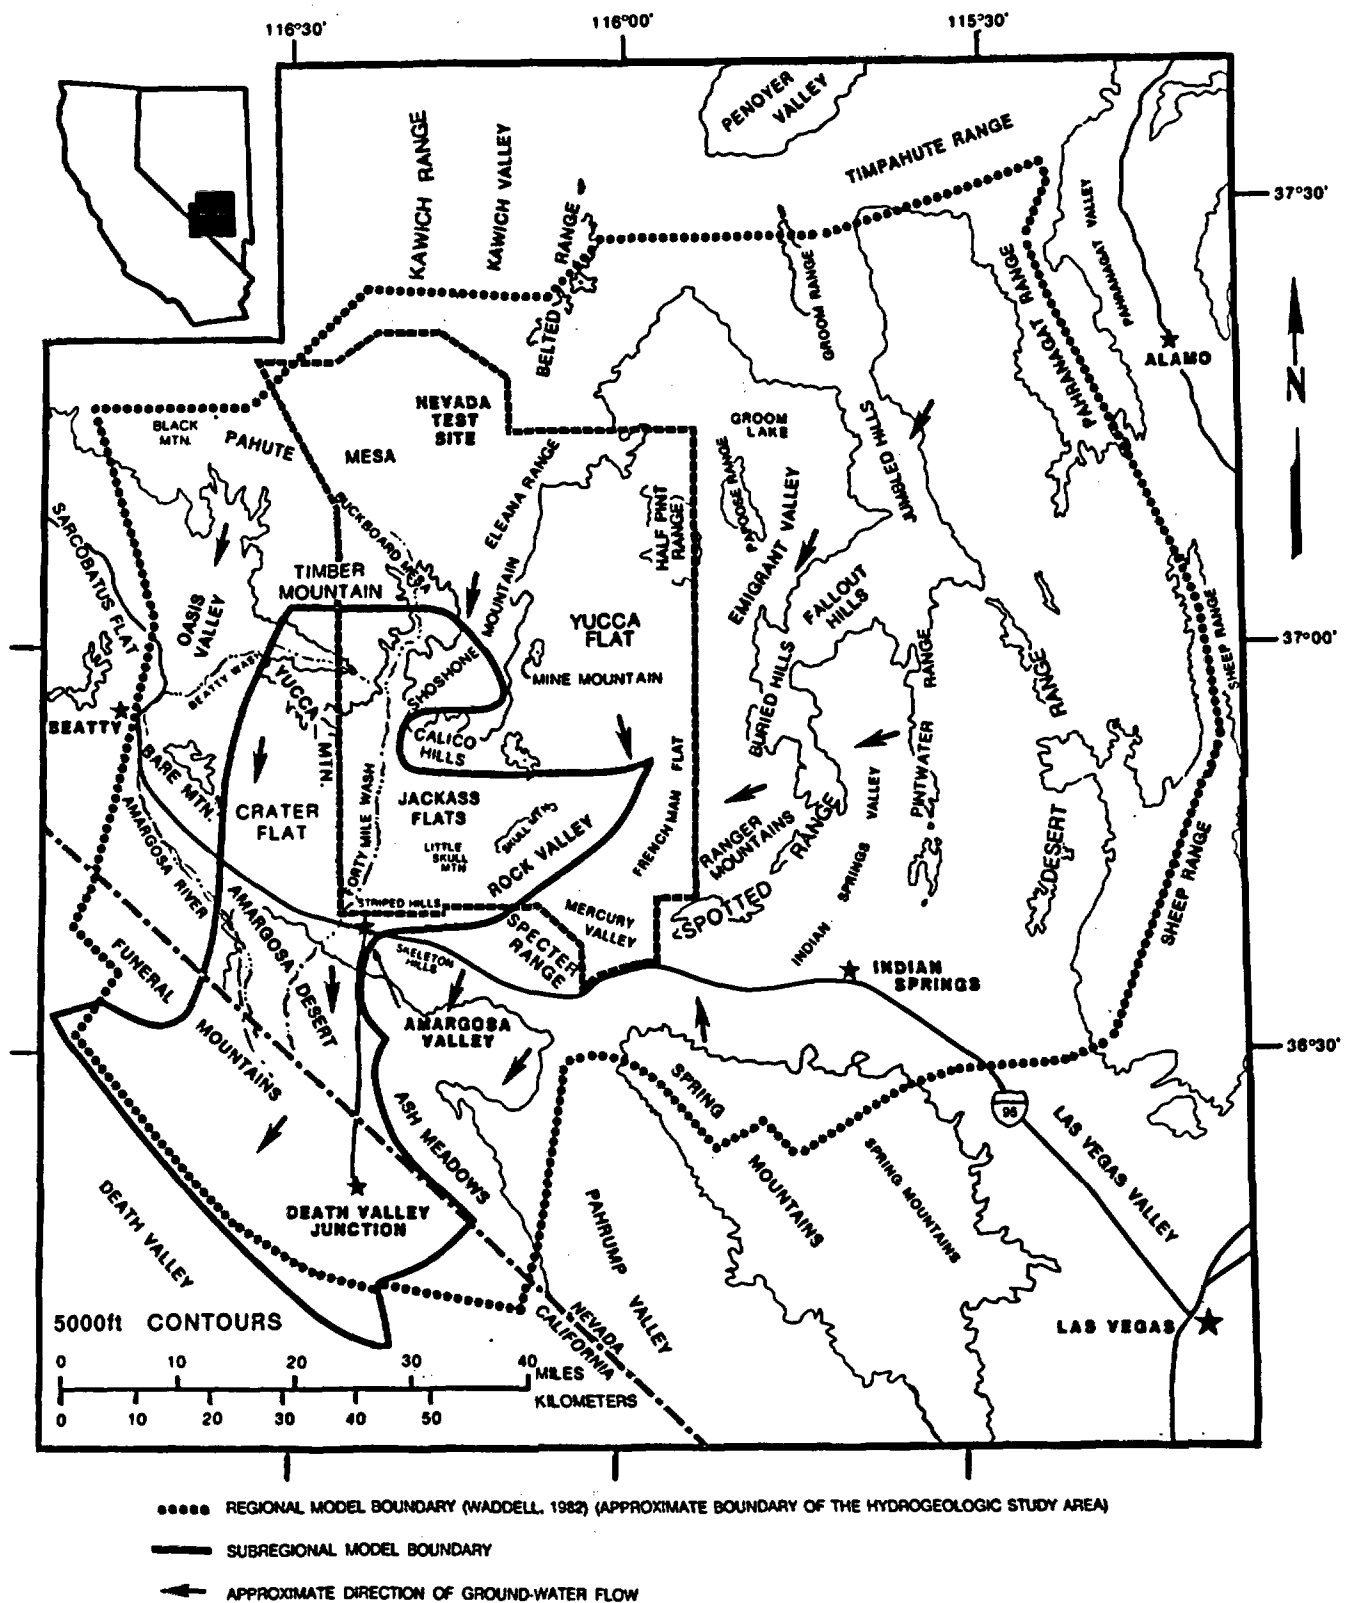 116°30'
116°00'
115°30'
PENOYER
VALLEY
KAWICH RANGE
KAWICH VALLEY
TIMPAHUTE RANGE
37°30'
BELTED RANGE
GROOM RANGE
PAHRANAGAT RANGE
PAHRANAGAT VALLEY
ALAMO
N
NEVADA
TEST
SITE
BLACK
MTN.
PAHUTE
MESA
GROOM
LAKE
JUMBLED HILLS
ELEANA RANGE
HALF PINT
RANGE)
PAPOOSE RANGE
EMIGRANT VALLEY
BUCKBOARD MESA
SARCOBATUS FLAT
TIMBER
MOUNTAIN
OASIS
VALLEY
FALLOUT
HILLS
YUCCA
FLAT
SHOSHONE MOUNTAIN
MINE MOUNTAIN
37°00'
SHEEP RANGE
BEATTY WASH
YUCCA MTN.
BEATTY
BARE MTN.
CALICO
HILLS
BURIED HILLS
PINTWATER RANGE
DESERT RANGE
CRATER
FLAT
FORTY MILE WASH
JACKASS
FLATS
SKULL MTN.
LITTLE
SKULL
MTN
ROCK VALLEY
FRENCHMAN FLAT
RANGER
MOUNTAINS
SPOTTED RANGE
INDIAN SPRINGS VALLEY
SHEEP RANGE
AMARGOSA RIVER
STRIPED HILLS
MERCURY
VALLEY
SPECTER
RANGE
SKELETON
HILLS
AMARGOSA DESERT
INDIAN
SPRINGS
FUNERAL MOUNTAINS
AMARGOSA
VALLEY
36°30'
ASH MEADOWS
SPRING MOUNTAINS
95
SPRING MOUNTAINS
LAS VEGAS VALLEY
DEATH VALLEY
DEATH VALLEY
JUNCTION
PAHRUMP VALLEY
NEVADA
CALIFORNIA
LAS VEGAS
5000ft CONTOURS
0 10 20 30 40 MILES
KILOMETERS
0 10 20 30 40 50
REGIONAL MODEL BOUNDARY (WADDELL, 1982) (APPROXIMATE BOUNDARY OF THE HYDROGEOLOGIC STUDY AREA)
SUBREGIONAL MODEL BOUNDARY
APPROXIMATE DIRECTION OF GROUND-WATER FLOW